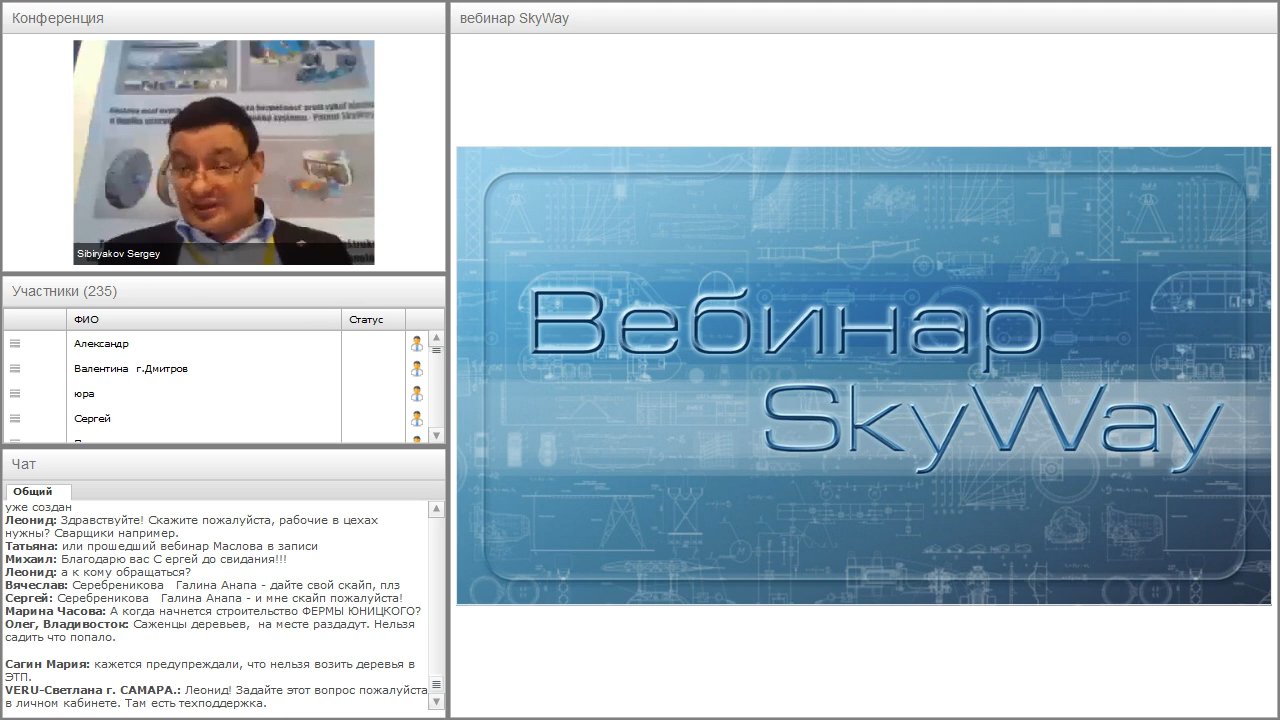 Конференция
Sibiryakov Sergey
Участники (235)
ФИО
Статус
Александр
Валентина г.Дмитров
юра
Сергей
Чат
Общий
уже создан
Леонид: Здравствуйте! Скажите пожалуйста, рабочие в цехах
нужны? Сварщики например.
Татьяна: или прошедший вебинар Маслова в записи
Михаил: Благодарю вас С ергей до свидания!!!
Леонид: а к кому обращаться?
Вячеслав: Серебреникова Галина Анапа - дайте свой скайп, плз
Сергей: Серебреникова Галина Анапа - и мне скайп пожалуйста!
Марина Часова: А когда начнется строительство ФЕРМЫ ЮНИЦКОГО?
Олег, Владивосток: Саженцы деревьев, на месте раздадут. Нельзя
садить что попало.
Сагин Мария: кажется предупреждали, что нельзя возить деревья в
ЭТП.
VERU-Светлана г. САМАРА : Леонид! Задайте этот вопрос пожалуйста
в личном кабинете. Там есть техподдержка.
вебинар SkyWay
Вебинар
SkyWay